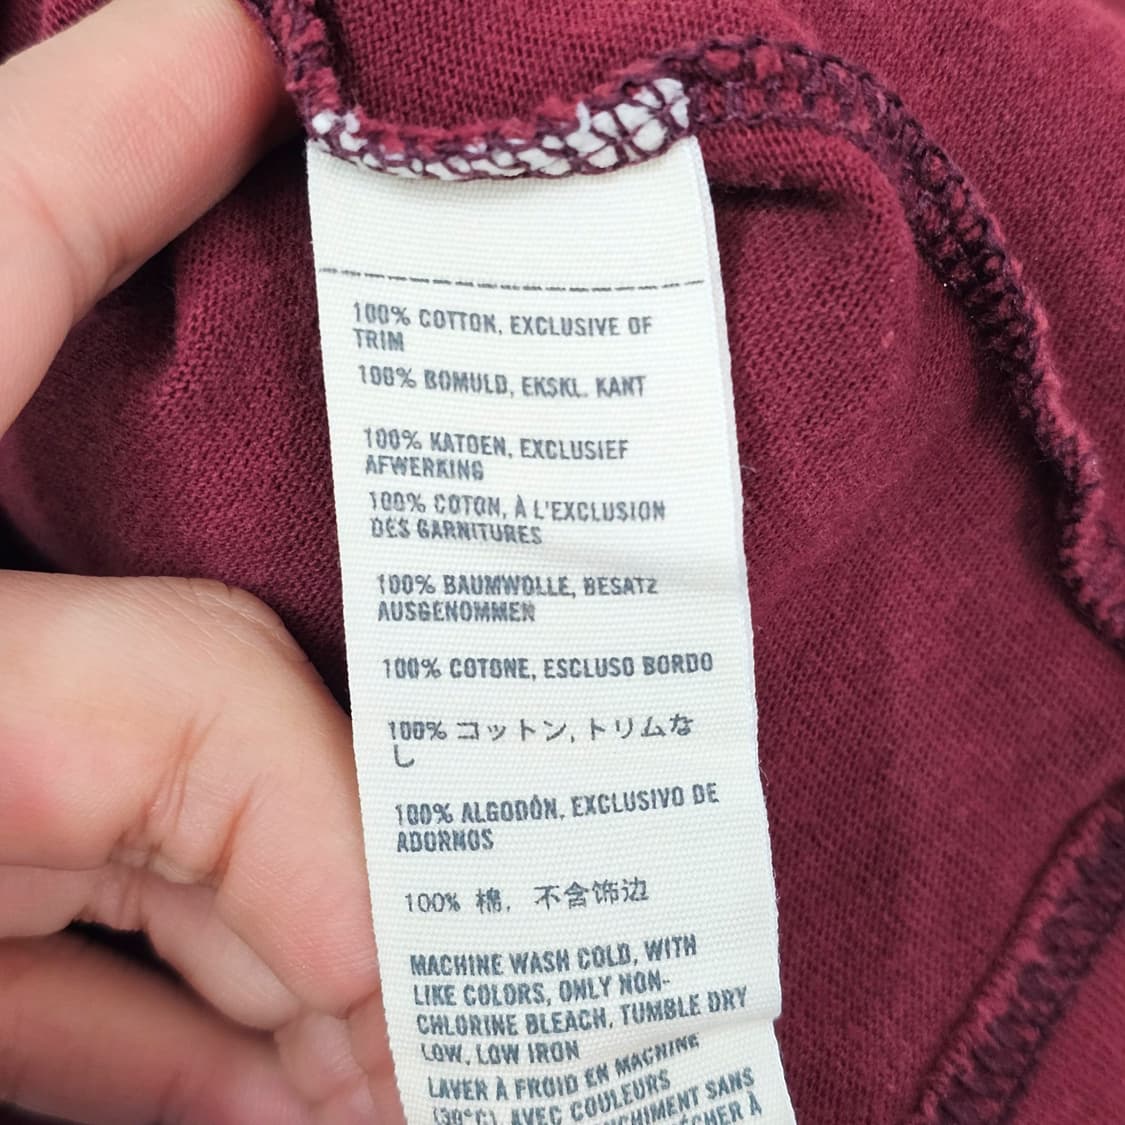 100% COTTON, EXCLUSIVE OF
TRIM
100% BOMULD, EKSKL. KANT
100% KATOEN, EXCLUSIEF
AFWERKING
100% COTON, À L'EXCLUSION
DES GARNITURES
100% BAUMWOLLE, BESATZ
AUSGENOMMEN
100% COTONE, ESCLUSO BORDO
100% コットン, トリムな
し
100% ALGODÓN, EXCLUSIVO DE
ADORNOS
100% 棉, 不含饰边
MACHINE WASH COLD, WITH
LIKE COLORS, ONLY NON-
CHLORINE BLEACH, TUMBLE DRY
LOW, LOW IRON
LAVER À FROID EN MACHINE
(30°C), AVEC COULEURS
SANS
À